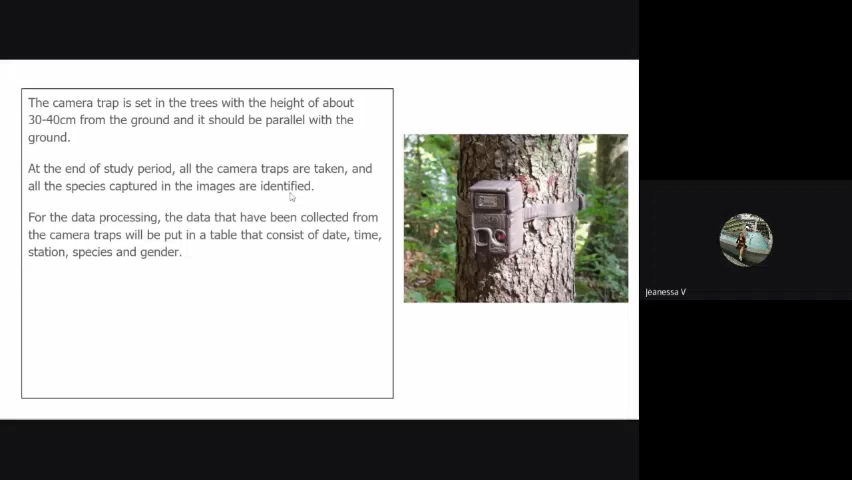 The camera trap is set in the trees with the height of about
30-40cm from the ground and it should be parallel with the
ground.
At the end of study period, all the camera traps are taken, and
all the species captured in the images are identified.
For the data processing, the data that have been collected from
the camera traps will be put in a table that consist of date, time,
station, species and gender.
Jeanessa V